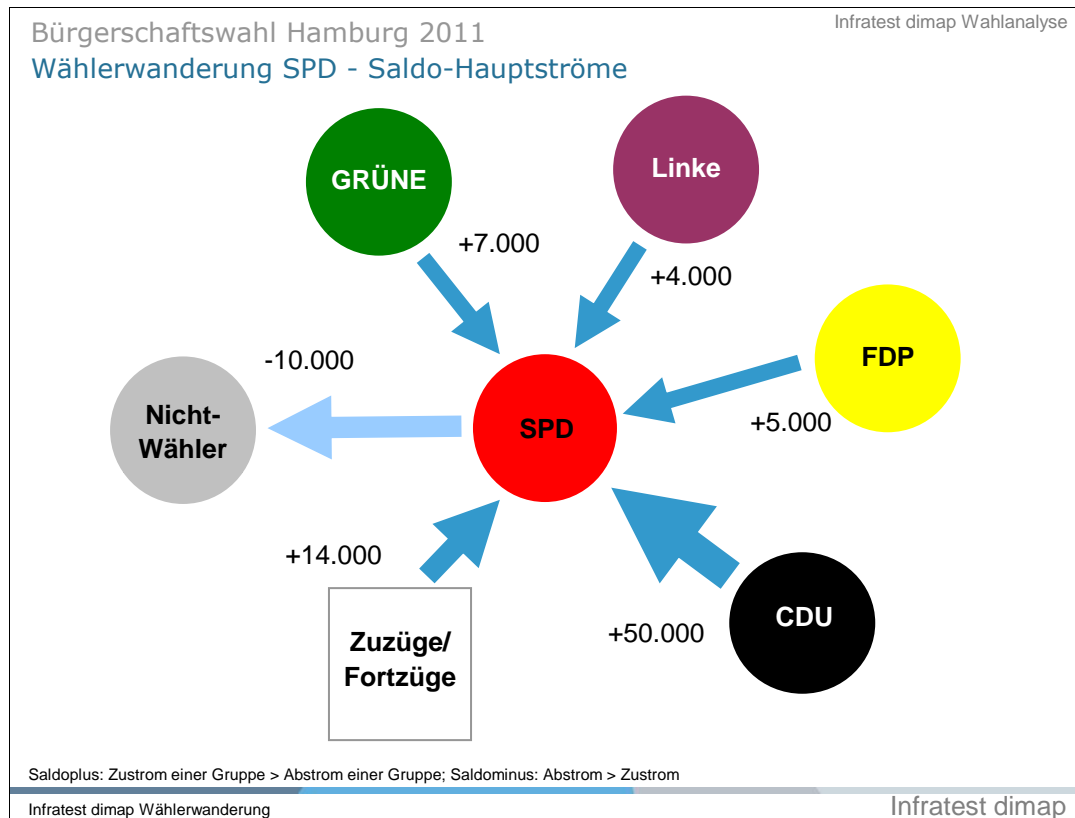 Bürgerschaftswahl Hamburg 2011
Infratest dimap Wahlanalyse
Wählerwanderung SPD - Saldo-Hauptströme
GRÜNE
Linke
+7.000
+4.000
-10.000
FDP
Nicht-
Wähler
SPD
+5.000
+14.000
CDU
+50.000
Zuzüge/
Fortzüge
Saldoplus: Zustrom einer Gruppe > Abstrom einer Gruppe; Saldominus: Abstrom > Zustrom
Infratest dimap Wählerwanderung
Infratest dimap